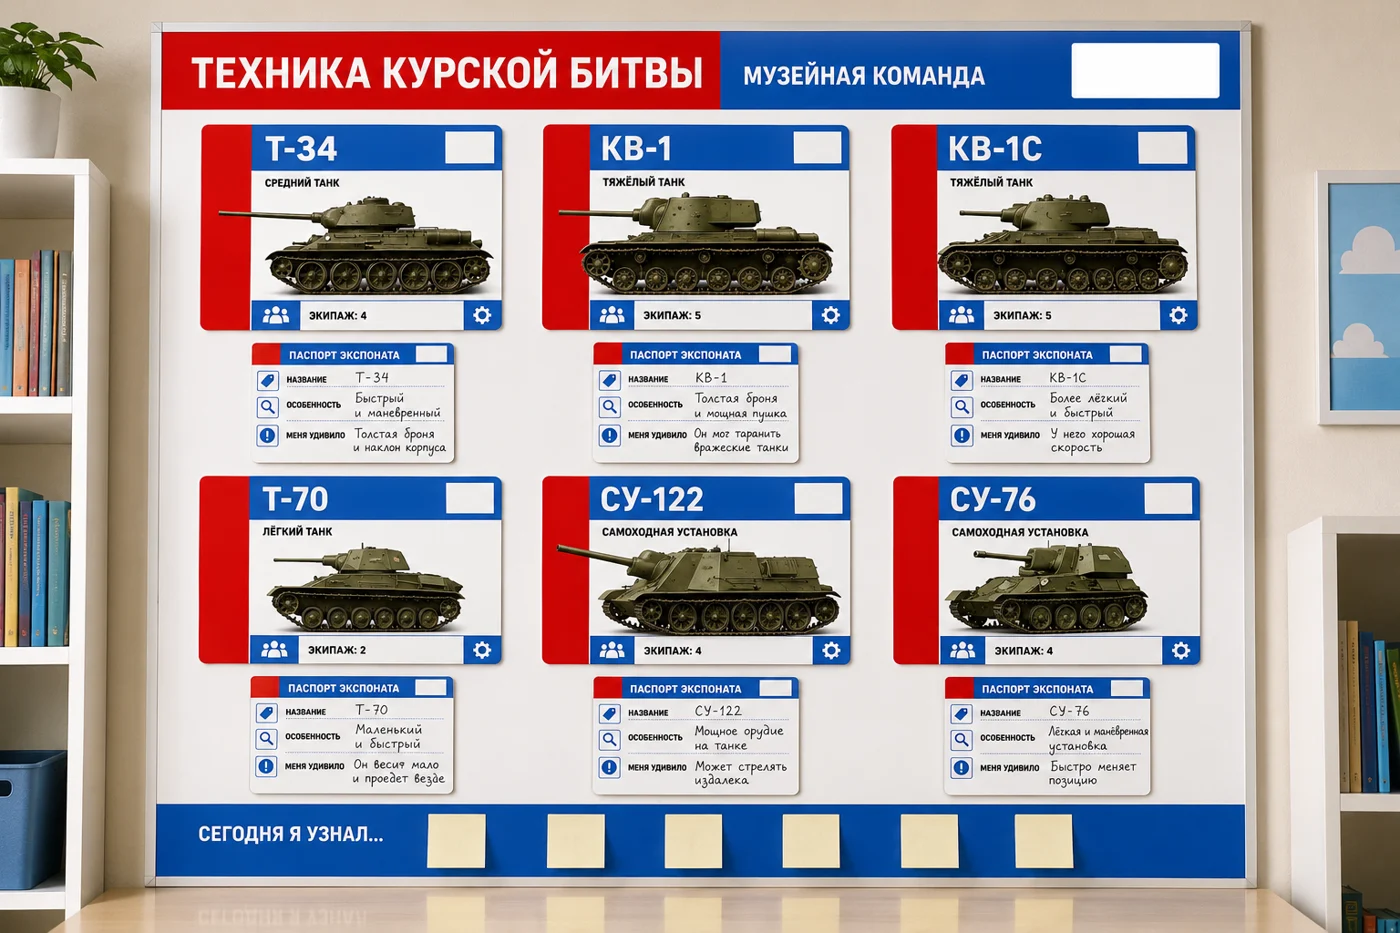 ТЕХНИКА КУРСКОЙ БИТВЫ
МУЗЕЙНАЯ КОМАНДА
Т-34
СРЕДНИЙ ТАНК
ЭКИПАЖ: 4
КВ-1
ТЯЖЁЛЫЙ ТАНК
ЭКИПАЖ: 5
КВ-1С
ТЯЖЁЛЫЙ ТАНК
ЭКИПАЖ: 5
ПАСПОРТ ЭКСПОНАТА
НАЗВАНИЕ Т-34
ОСОБЕННОСТЬ Быстрый
и маневренный
МЕНЯ УДИВИЛО Толстая броня
и наклон корпуса
ПАСПОРТ ЭКСПОНАТА
НАЗВАНИЕ КВ-1
ОСОБЕННОСТЬ Толстая броня
и мощная пушка
МЕНЯ УДИВИЛО Он мог таранить
вражеские танки
ПАСПОРТ ЭКСПОНАТА
НАЗВАНИЕ КВ-1С
ОСОБЕННОСТЬ Более лёгкий
и быстрый
МЕНЯ УДИВИЛО У него хорошая
скорость
Т-70
ЛЁГКИЙ ТАНК
ЭКИПАЖ: 2
СУ-122
САМОХОДНАЯ УСТАНОВКА
ЭКИПАЖ: 4
СУ-76
САМОХОДНАЯ УСТАНОВКА
ЭКИПАЖ: 4
ПАСПОРТ ЭКСПОНАТА
НАЗВАНИЕ Т-70
ОСОБЕННОСТЬ Маленький
и быстрый
МЕНЯ УДИВИЛО Он весит мало
и проедет везде
ПАСПОРТ ЭКСПОНАТА
НАЗВАНИЕ СУ-122
ОСОБЕННОСТЬ Мощное орудие
на танке
МЕНЯ УДИВИЛО Может стрелять
издалека
ПАСПОРТ ЭКСПОНАТА
НАЗВАНИЕ СУ-76
ОСОБЕННОСТЬ Лёгкая и манёвренная
установка
МЕНЯ УДИВИЛО Быстро меняет
позицию
СЕГОДНЯ Я УЗНАЛ...